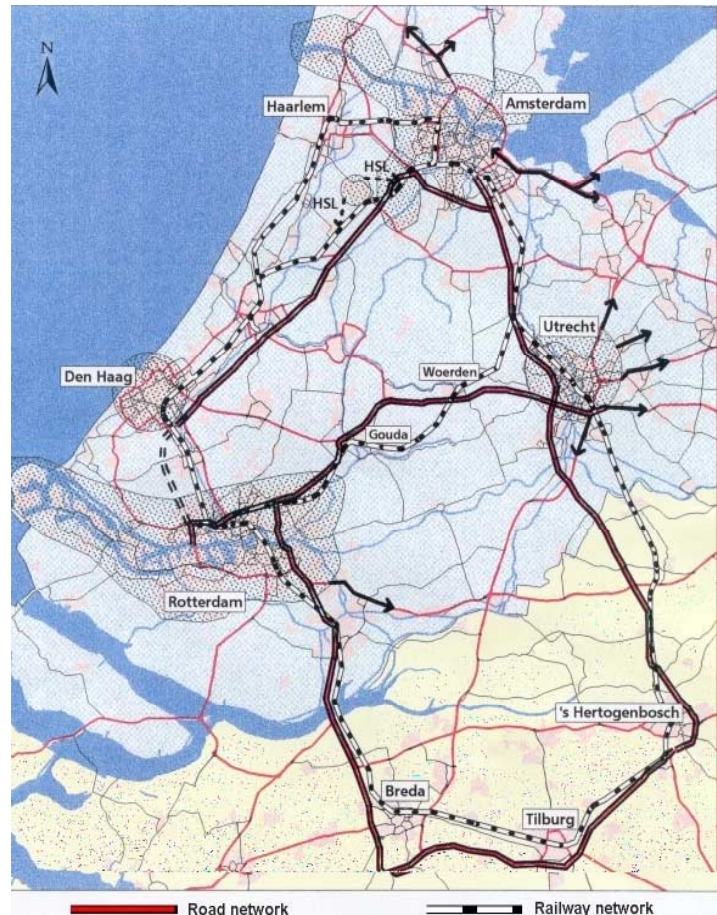 N
Haarlem
Amsterdam
HSL
HSL
Utrecht
Den Haag
Woerden
Gouda
Rotterdam
's Hertogenbosch
Breda
Tilburg
Road network
Railway network